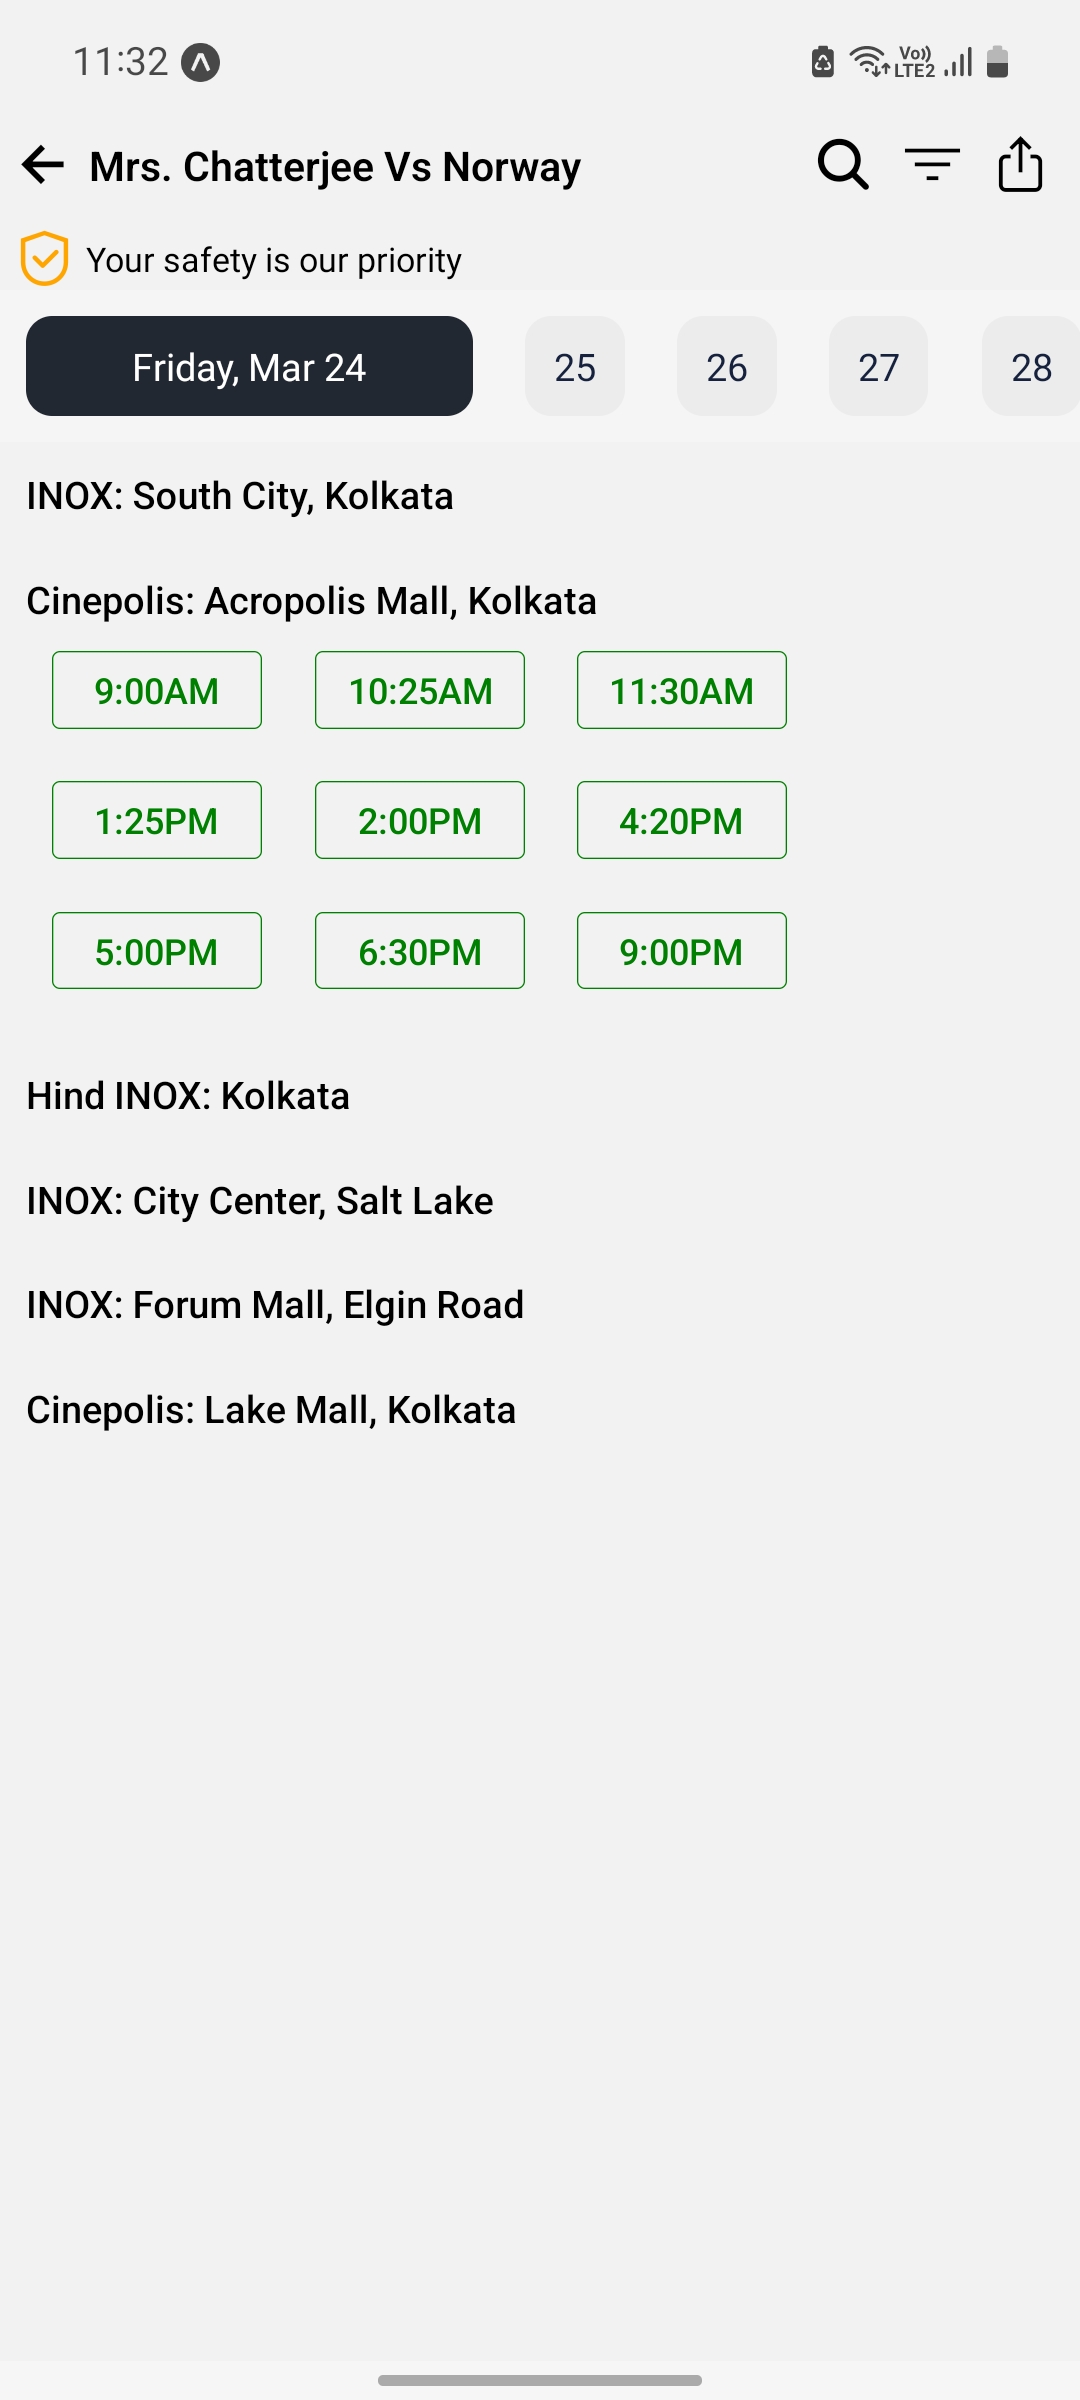 11:32
Vo))
LTE2
Mrs. Chatterjee Vs Norway
Your safety is our priority
Friday, Mar 24 25 26 27 28
INOX: South City, Kolkata
Cinepolis: Acropolis Mall, Kolkata
9:00AM 10:25AM 11:30AM
1:25PM 2:00PM 4:20PM
5:00PM 6:30PM 9:00PM
Hind INOX: Kolkata
INOX: City Center, Salt Lake
INOX: Forum Mall, Elgin Road
Cinepolis: Lake Mall, Kolkata